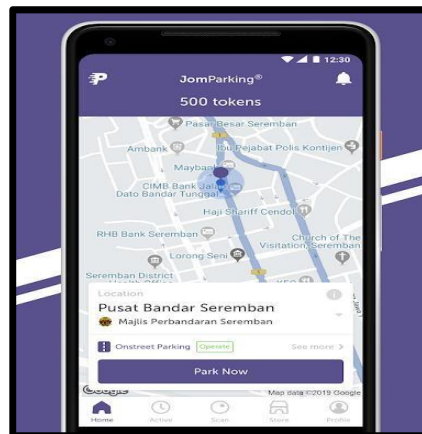 12:30
JomParking®
500 tokens
Pasar Besar Seremban
Ambank
Ibu Pejabat Polis Kontijen
Maybank
CIMB Bank Jalan
Dato Bandar Tunggal
Haji Shariff Cendol
RHB Bank Seremban
Church of The
Visitation, Seremban
Lorong Seni
Seremban District
KFC
Location
Pusat Bandar Seremban
Majlis Perbandaran Seremban
Onstreet Parking
Operate
See more >
Park Now
Google
Map data ©2019 Google
Home
Active
Scan
Store
Profile